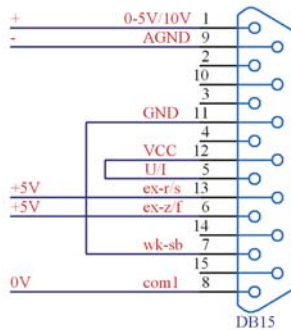 + 0-5V/10V 1
- AGND 9
2
10
3
GND 11
4
VCC 12
U/I 5
+5V ex-r/s 13
+5V ex-z/f 6
14
wk-sb 7
15
0V com1 8
DB15